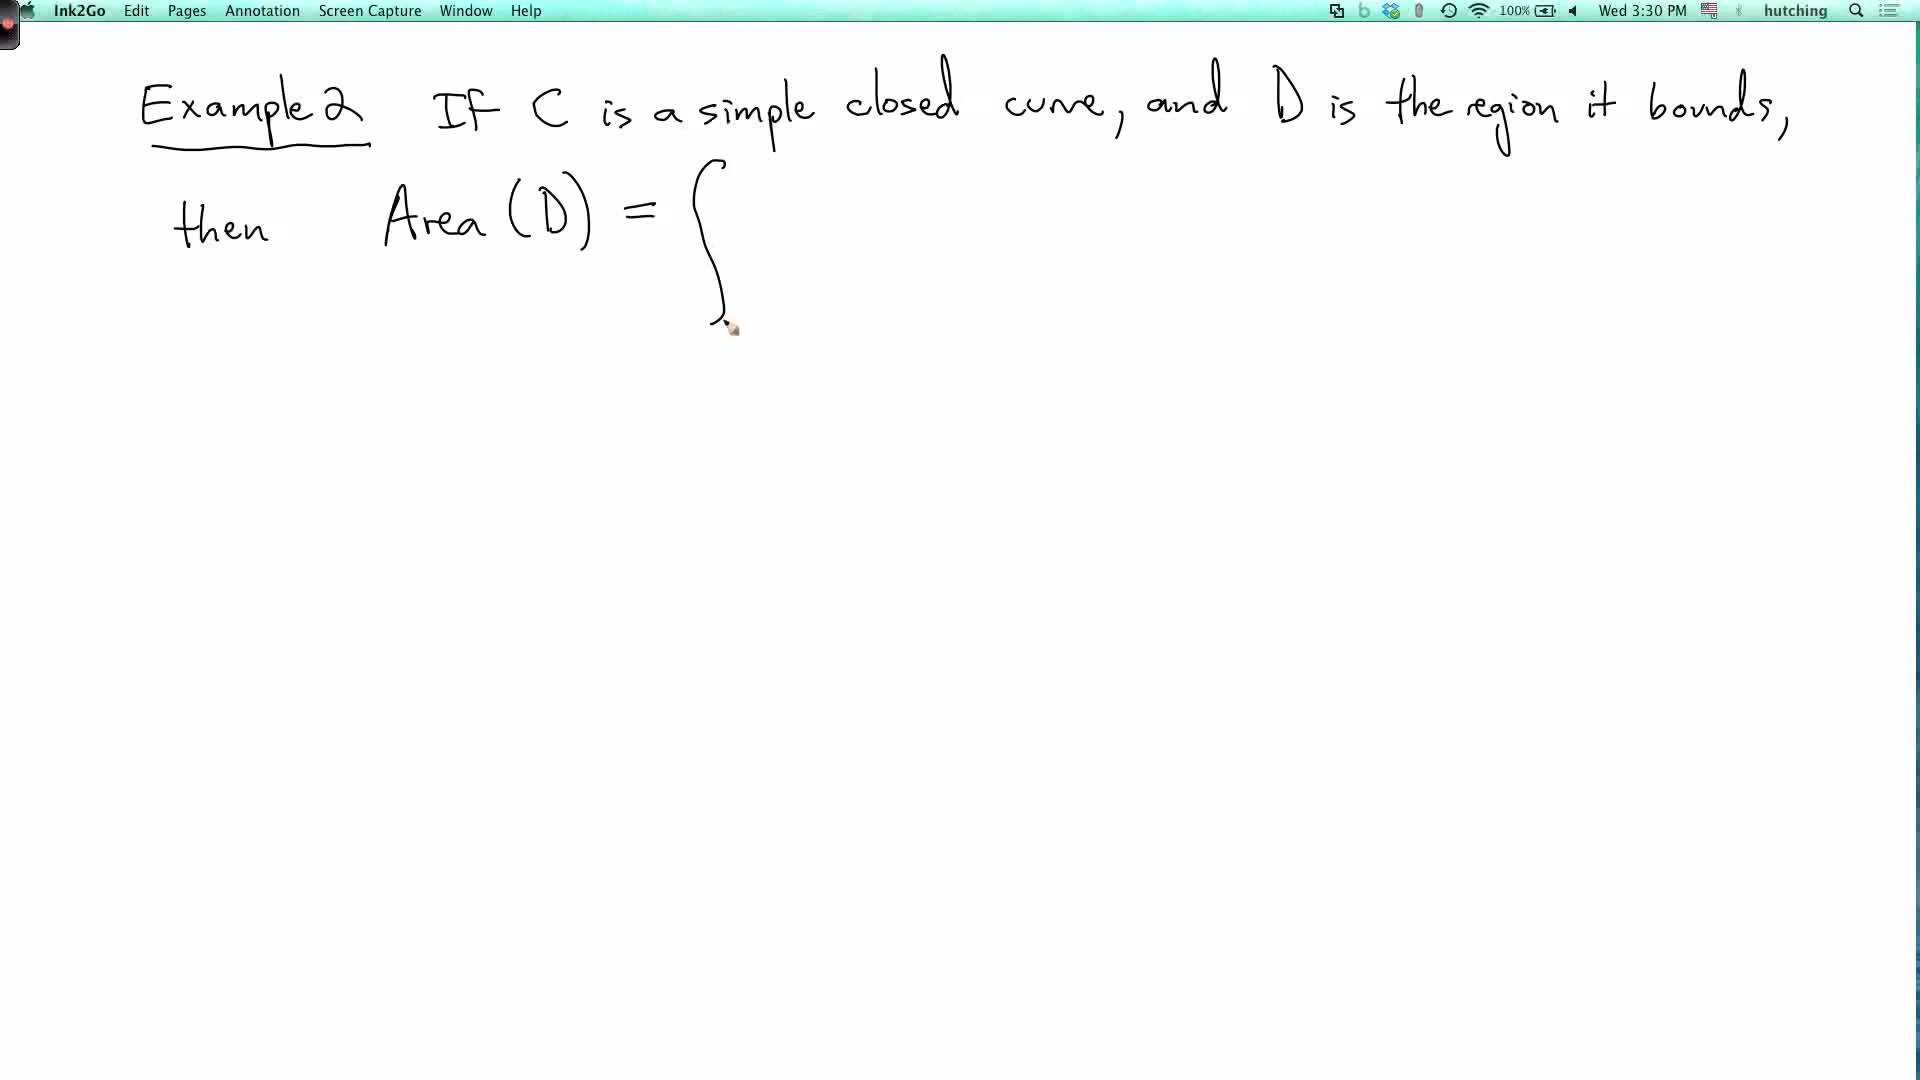 Ink2Go Edit Pages Annotation Screen Capture Window Help 100% Wed 3:30 PM hutching
Example 2 If C is a simple closed curve, and D is the region it bounds,
then Area (D) = ∫